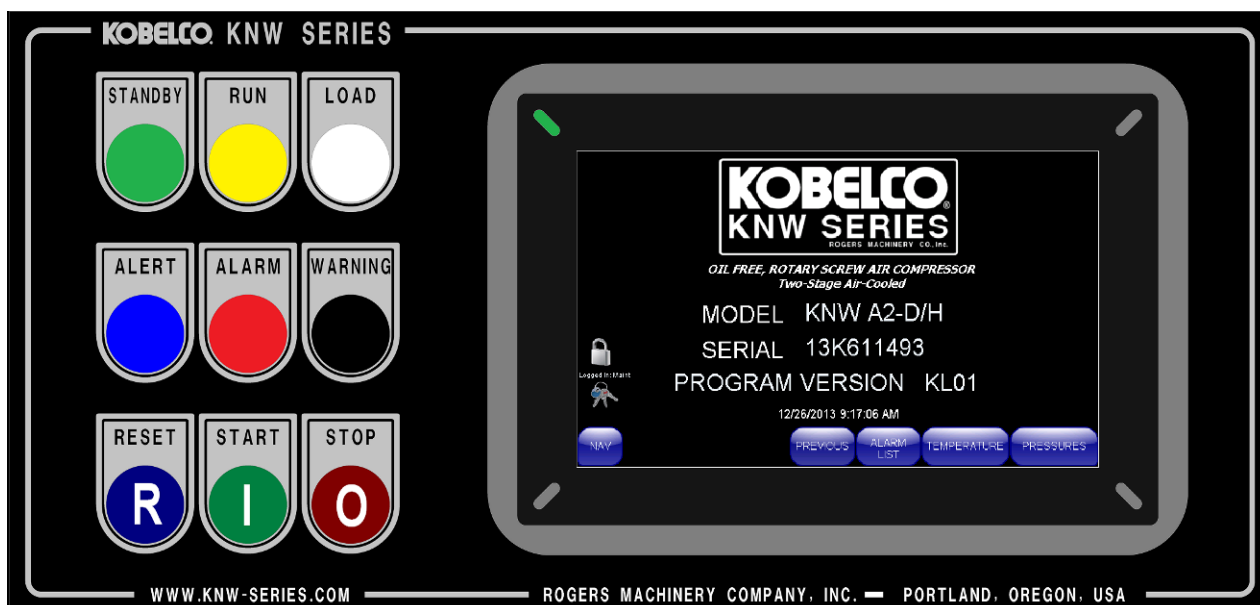 KOBELCO. KNW SERIES
STANDBY RUN LOAD
ALERT ALARM WARNING
RESET START STOP
R I O
KOBELCO®
KNW SERIES
ROGERS MACHINERY CO., Inc.
OIL FREE, ROTARY SCREW AIR COMPRESSOR
Two-Stage Air-Cooled
MODEL KNW A2-D/H
SERIAL 13K611493
Logged In: Maint
PROGRAM VERSION KL01
12/26/2013 9:17:06 AM
NAV PREVIOUS ALARM LIST TEMPERATURE PRESSURES
WWW.KNW-SERIES.COM ROGERS MACHINERY COMPANY, INC. — PORTLAND, OREGON, USA